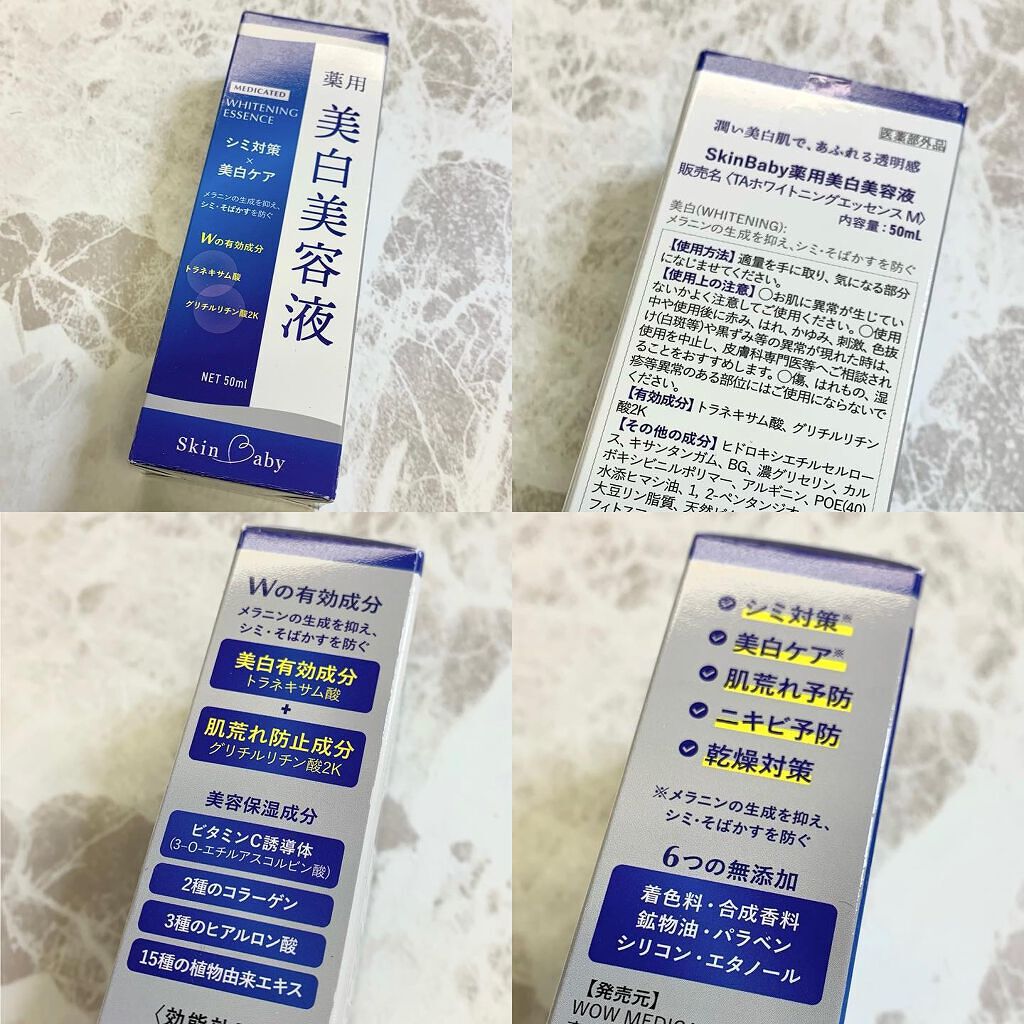 薬用
美白美容液
MEDICATED
WHITENING
ESSENCE
シミ対策
×
美白ケア
メラニンの生成を抑え、
シミ・そばかすを防ぐ
Wの有効成分
トラネキサム酸
グリチルリチン酸2K
NET 50ml
Skin Baby
医薬部外品
潤い美白肌で、あふれる透明感
SkinBaby薬用美白美容液
販売名〈TAホワイトニングエッセンス M〉
内容量：50mL
美白(WHITENING):
メラニンの生成を抑え、シミ・そばかすを防ぐ
【使用方法】適量を手に取り、気になる部分
になじませてください。
【使用上の注意】○お肌に異常が生じてい
ないかよく注意してご使用ください。○使用
中や使用後に赤み、はれ、かゆみ、刺激、色抜
け(白斑等)や黒ずみ等の異常が現れた時は、
使用を中止し、皮膚科専門医等へご相談され
ることをおすすめします。○傷、はれもの、湿
疹等異常のある部位にはご使用にならないで
ください。
【有効成分】トラネキサム酸、グリチルリチン
酸2K
【その他の成分】ヒドロキシエチルセルロー
ス、キサンタンガム、BG、濃グリセリン、カル
ボキシビニルポリマー、アルギニン、POE(40)
水添ヒマシ油、1, 2-ペンタンジオ
大豆リン脂質、天然ビ
Wの有効成分
メラニンの生成を抑え、
シミ・そばかすを防ぐ
美白有効成分
トラネキサム酸
+
肌荒れ防止成分
グリチルリチン酸2K
美容保湿成分
ビタミンC誘導体
(3-O-エチルアスコルビン酸)
2種のコラーゲン
3種のヒアルロン酸
15種の植物由来エキス
シミ対策※
美白ケア※
肌荒れ予防
ニキビ予防
乾燥対策
※メラニンの生成を抑え、
シミ・そばかすを防ぐ
6つの無添加
着色料・合成香料
鉱物油・パラベン
シリコン・エタノール
【発売元】
WOW MEDIC